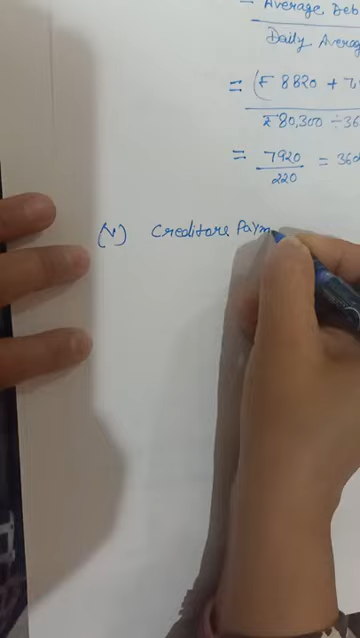 = Average Deb
Daily Averag
= (₹ 8820 +
₹ 80,300 ÷ 36
= 7920 / 220 = 36
(V) Creditors Paym